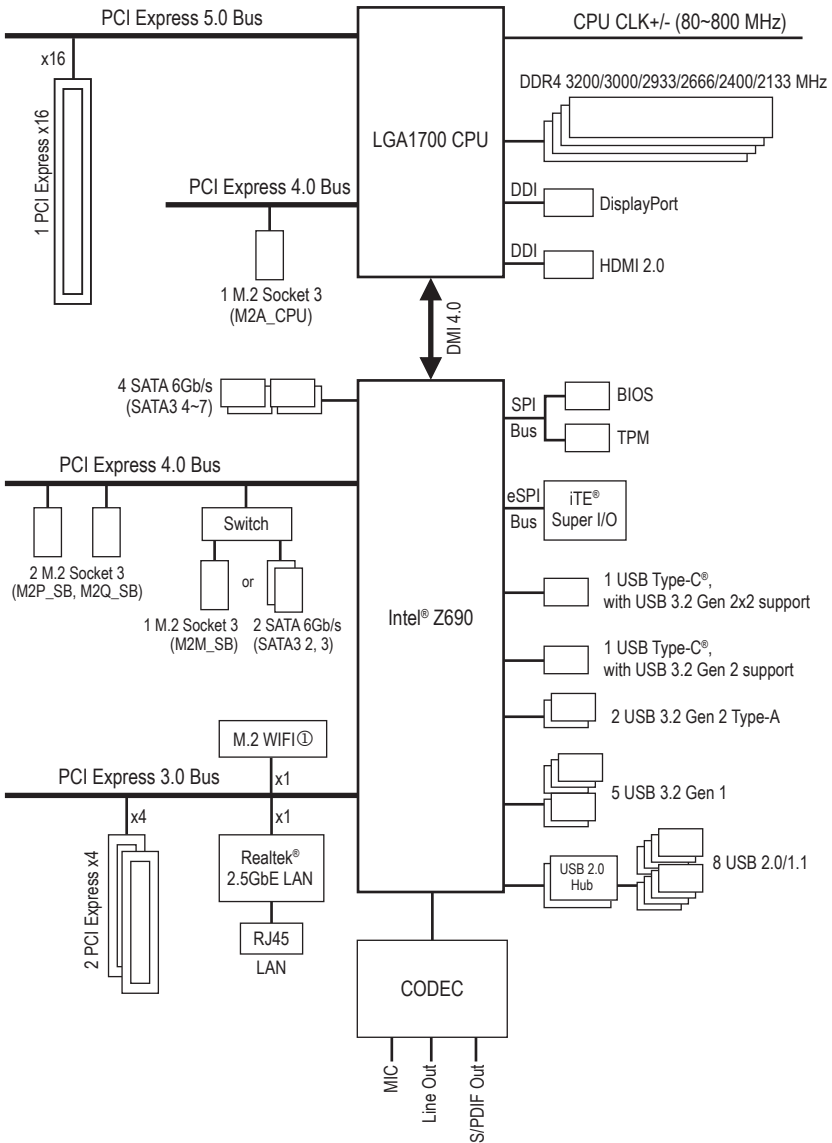 PCI Express 5.0 Bus
CPU CLK+/- (80~800 MHz)
x16
1 PCI Express x16
DDR4 3200/3000/2933/2666/2400/2133 MHz
LGA1700 CPU
PCI Express 4.0 Bus
DDI
DisplayPort
DDI
HDMI 2.0
1 M.2 Socket 3
(M2A_CPU)
DMI 4.0
4 SATA 6Gb/s
(SATA3 4~7)
SPI
Bus
BIOS
TPM
PCI Express 4.0 Bus
eSPI
Bus
iTE®
Super I/O
Switch
2 M.2 Socket 3
(M2P_SB, M2Q_SB)
or
1 M.2 Socket 3
(M2M_SB)
2 SATA 6Gb/s
(SATA3 2, 3)
Intel® Z690
1 USB Type-C®,
with USB 3.2 Gen 2x2 support
1 USB Type-C®,
with USB 3.2 Gen 2 support
2 USB 3.2 Gen 2 Type-A
M.2 WIFI①
PCI Express 3.0 Bus
x1
x4
x1
5 USB 3.2 Gen 1
2 PCI Express x4
Realtek®
2.5GbE LAN
USB 2.0
Hub
8 USB 2.0/1.1
RJ45
LAN
CODEC
MIC
Line Out
S/PDIF Out